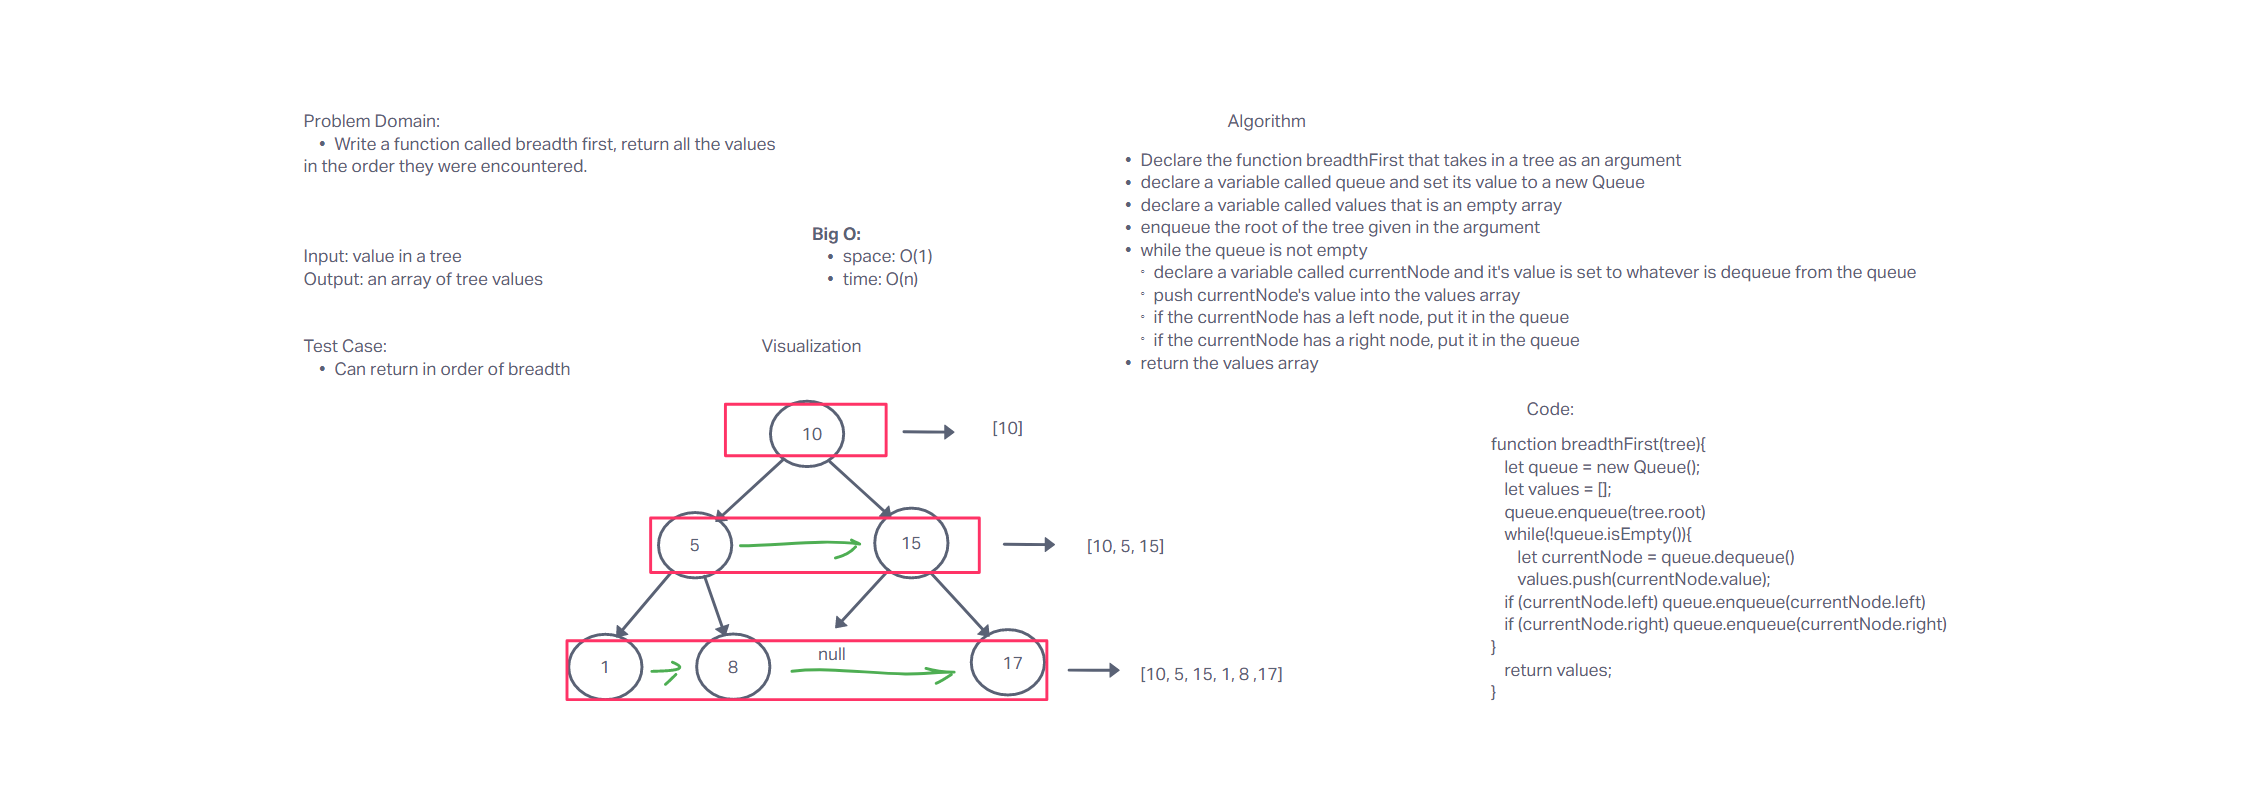 Problem Domain:
• Write a function called breadth first, return all the values
in the order they were encountered.
Input: value in a tree
Output: an array of tree values
Big O:
• space: O(1)
• time: O(n)
Test Case:
• Can return in order of breadth
Visualization
10
[10]
5
15
[10, 5, 15]
1
8
null
17
[10, 5, 15, 1, 8 ,17]
Algorithm
• Declare the function breadthFirst that takes in a tree as an argument
• declare a variable called queue and set its value to a new Queue
• declare a variable called values that is an empty array
• enqueue the root of the tree given in the argument
• while the queue is not empty
◦ declare a variable called currentNode and it's value is set to whatever is dequeue from the queue
◦ push currentNode's value into the values array
◦ if the currentNode has a left node, put it in the queue
◦ if the currentNode has a right node, put it in the queue
• return the values array
Code:
function breadthFirst(tree){
let queue = new Queue();
let values = [];
queue.enqueue(tree.root)
while(!queue.isEmpty()){
let currentNode = queue.dequeue()
values.push(currentNode.value);
if (currentNode.left) queue.enqueue(currentNode.left)
if (currentNode.right) queue.enqueue(currentNode.right)
}
return values;
}